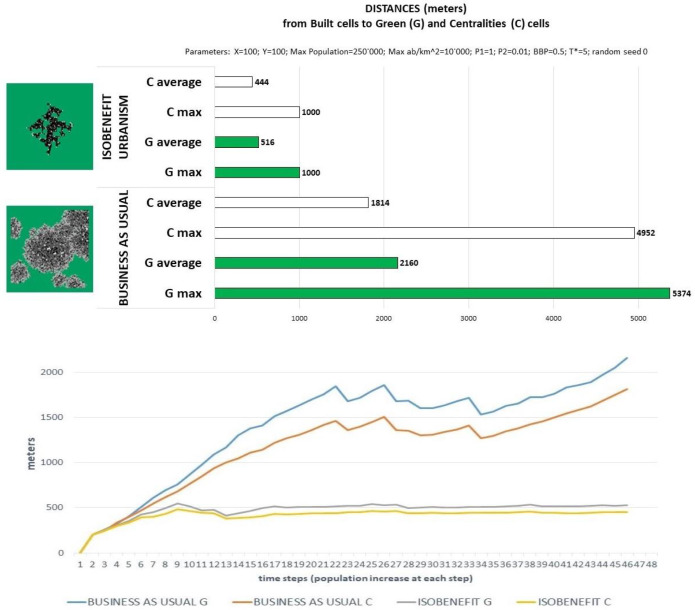 DISTANCES (meters)
from Built cells to Green (G) and Centralities (C) cells
Parameters: X=100; Y=100; Max Population=250'000; Max ab/km^2=10'000; P1=1; P2=0.01; BBP=0.5; T*=5; random seed 0
ISOBENEFIT
URBANISM
C average
444
C max
1000
G average
516
G max
1000
BUSINESS AS USUAL
C average
1814
C max
4952
G average
2160
G max
5374
0 1000 2000 3000 4000 5000
meters
2000
1500
1000
500
0
1 2 3 4 5 6 7 8 9 10 11 12 13 14 15 16 17 18 19 20 21 22 23 24 25 26 27 28 29 30 31 32 33 34 35 36 37 38 39 40 41 42 43 44 45 46 47 48
time steps (population increase at each step)
BUSINESS AS USUAL G BUSINESS AS USUAL C ISOBENEFIT G ISOBENEFIT C